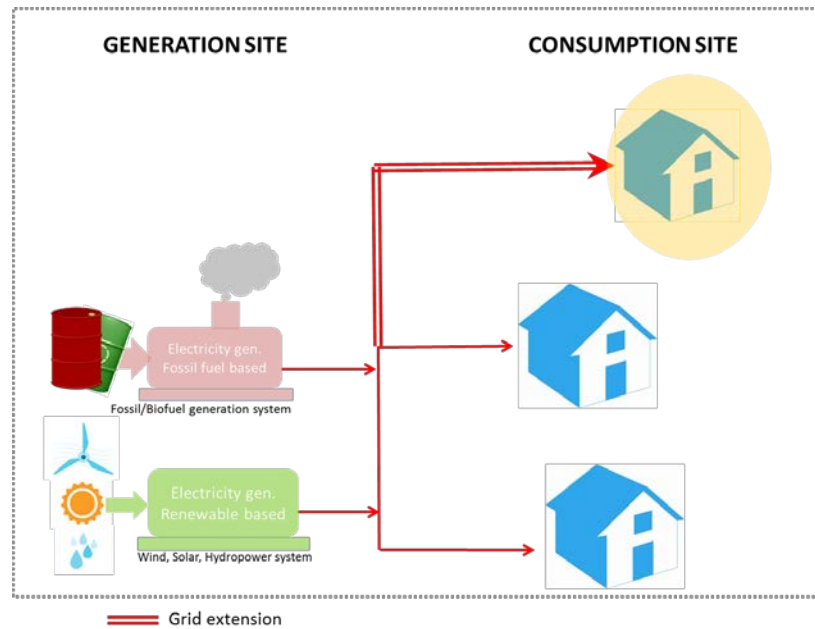 GENERATION SITE
CONSUMPTION SITE
Electricity gen.
Fossil fuel based
Fossil/Biofuel generation system
Electricity gen.
Renewable based
Wind, Solar, Hydropower system
Grid extension